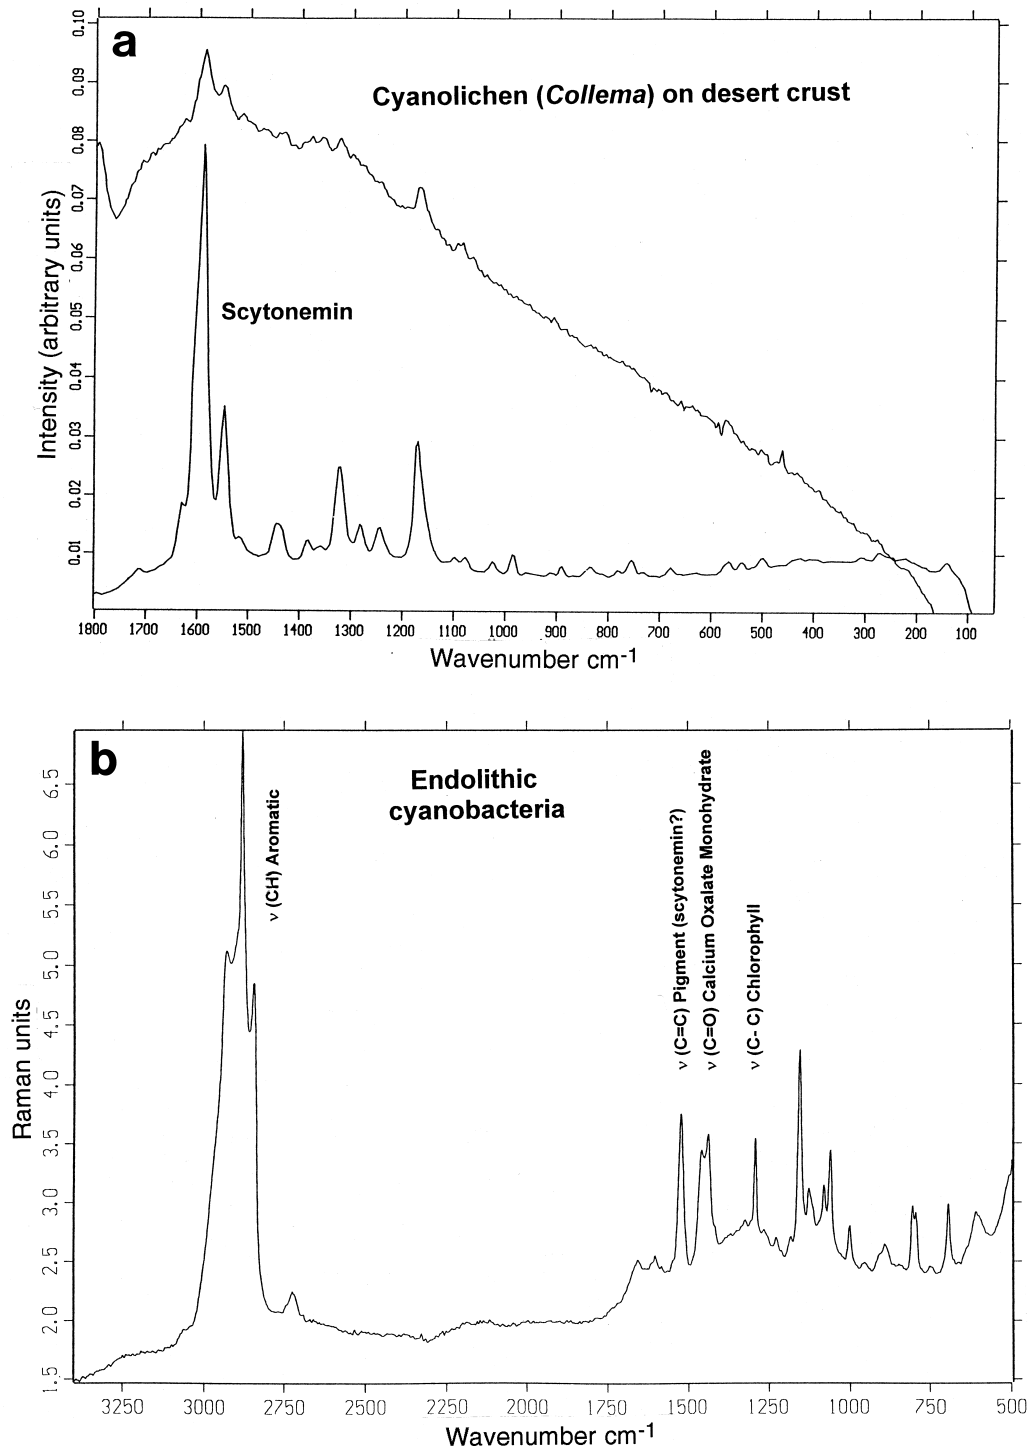 a
Cyanolichen (Collema) on desert crust
Intensity (arbitrary units)
0.10
0.09
0.08
0.07
0.06
0.05
0.04
0.03
0.02
0.01
Scytonemin
1800 1700 1600 1500 1400 1300 1200 1100 1000 900 800 700 600 500 400 300 200 100
Wavenumber cm-1
b
Endolithic
cyanobacteria
Raman units
6.5
6.0
5.5
5.0
4.5
4.0
3.5
3.0
2.5
2.0
1.5
ν (CH) Aromatic
ν (C=C) Pigment (scytonemin?)
ν (C=O) Calcium Oxalate Monohydrate
ν (C- C) Chlorophyll
3250 3000 2750 2500 2250 2000 1750 1500 1250 1000 750 500
Wavenumber cm-1